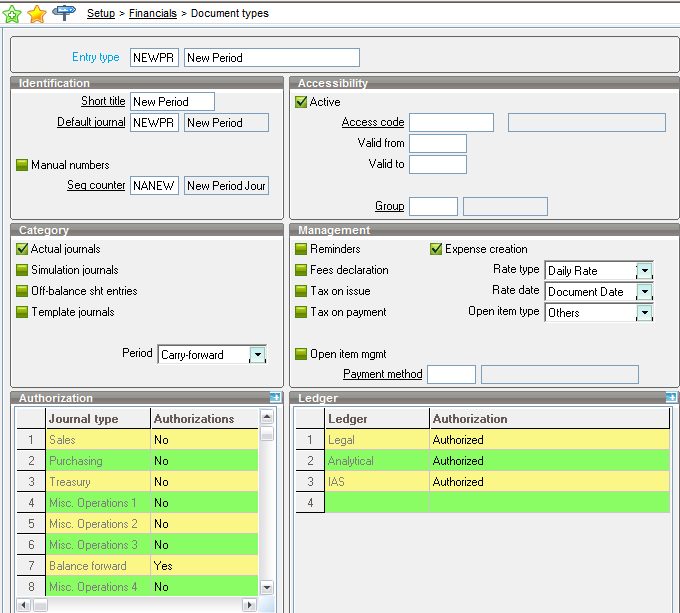 Setup > Financials > Document types
Entry type NEWPR New Period
Identification
Short title New Period
Default journal NEWPR New Period
Manual numbers
Seq counter NANEW New Period Jour
Accessibility
Active
Access code
Valid from
Valid to
Group
Category
Actual journals
Simulation journals
Off-balance sht entries
Template journals
Period Carry-forward
Management
Reminders Expense creation
Fees declaration Rate type Daily Rate
Tax on issue Rate date Document Date
Tax on payment Open item type Others
Open item mgmt
Payment method
Authorization
Journal type Authorizations
1 Sales No
2 Purchasing No
3 Treasury No
4 Misc. Operations 1 No
5 Misc. Operations 2 No
6 Misc. Operations 3 No
7 Balance forward Yes
8 Misc. Operations 4 No
Ledger
Ledger Authorization
1 Legal Authorized
2 Analytical Authorized
3 IAS Authorized
4